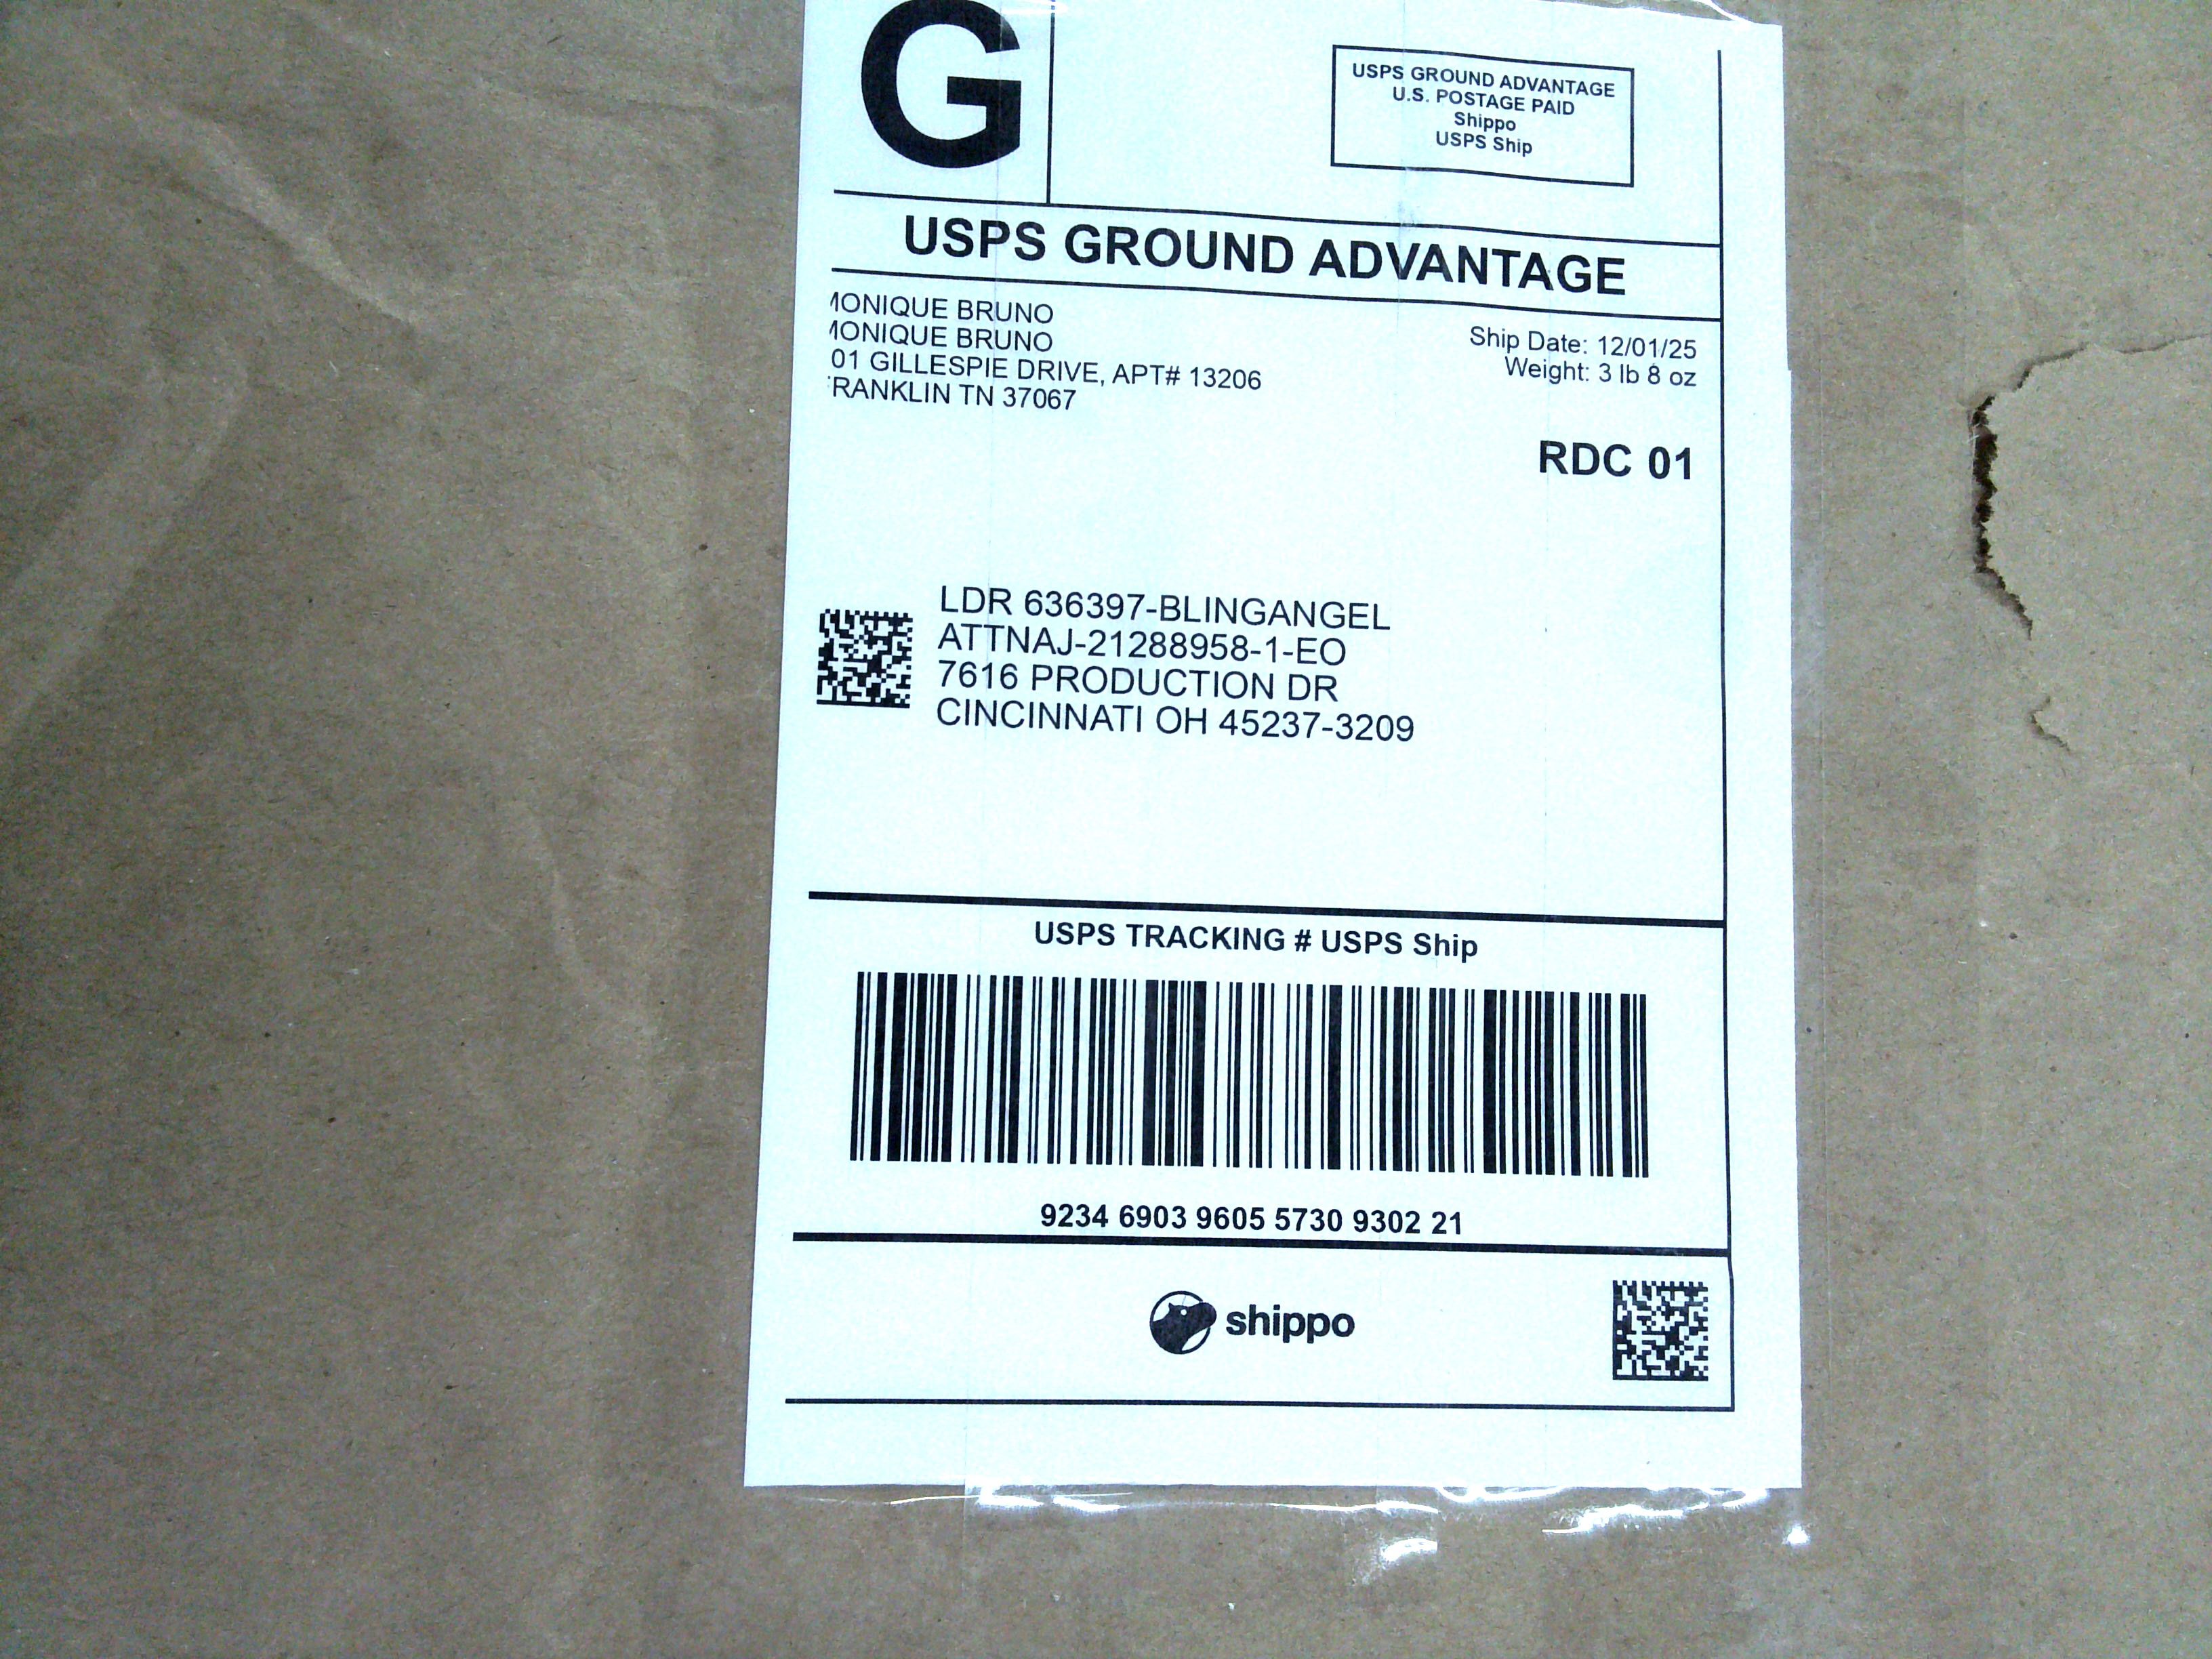 G
USPS GROUND ADVANTAGE
U.S. POSTAGE PAID
Shippo
USPS Ship
USPS GROUND ADVANTAGE
MONIQUE BRUNO
MONIQUE BRUNO
01 GILLESPIE DRIVE, APT# 13206
FRANKLIN TN 37067
Ship Date: 12/01/25
Weight: 3 lb 8 oz
RDC 01
LDR 636397-BLINGANGEL
ATTNAJ-21288958-1-EO
7616 PRODUCTION DR
CINCINNATI OH 45237-3209
USPS TRACKING # USPS Ship
9234 6903 9605 5730 9302 21
shippo